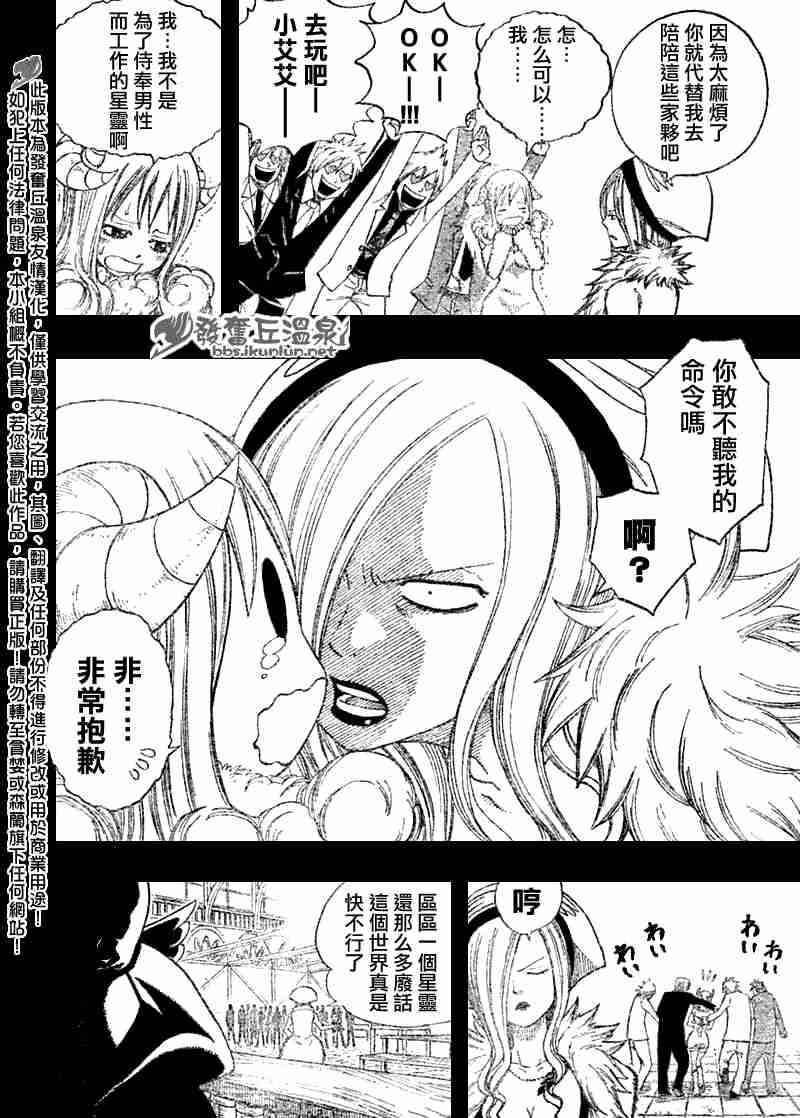 因為太麻煩了
你就代替我去
陪陪這些家夥吧
怎…
怎么可以…
我……
OK—
OK—!!!
去玩吧—
小艾艾—
我…我不是
為了侍奉男性
而工作的星靈
啊
發奮丘溫泉
bbs.ikunlun.net
你敢不聽我的
命令嗎
啊？
非……
非常抱歉
哼
わい
わい
區區一個星靈
還那么多廢話
這個世界真是
快不行了
此版本為發奮丘溫泉友情漢化，僅供學習交流之用，其圖、翻譯及任何部份不得進行修改或用於商業用途！
如犯上任何法律問題，本小組概不負責。若您喜歡此作品，請購買正版！請勿轉至貪婪或森蘭旗下任何網站！